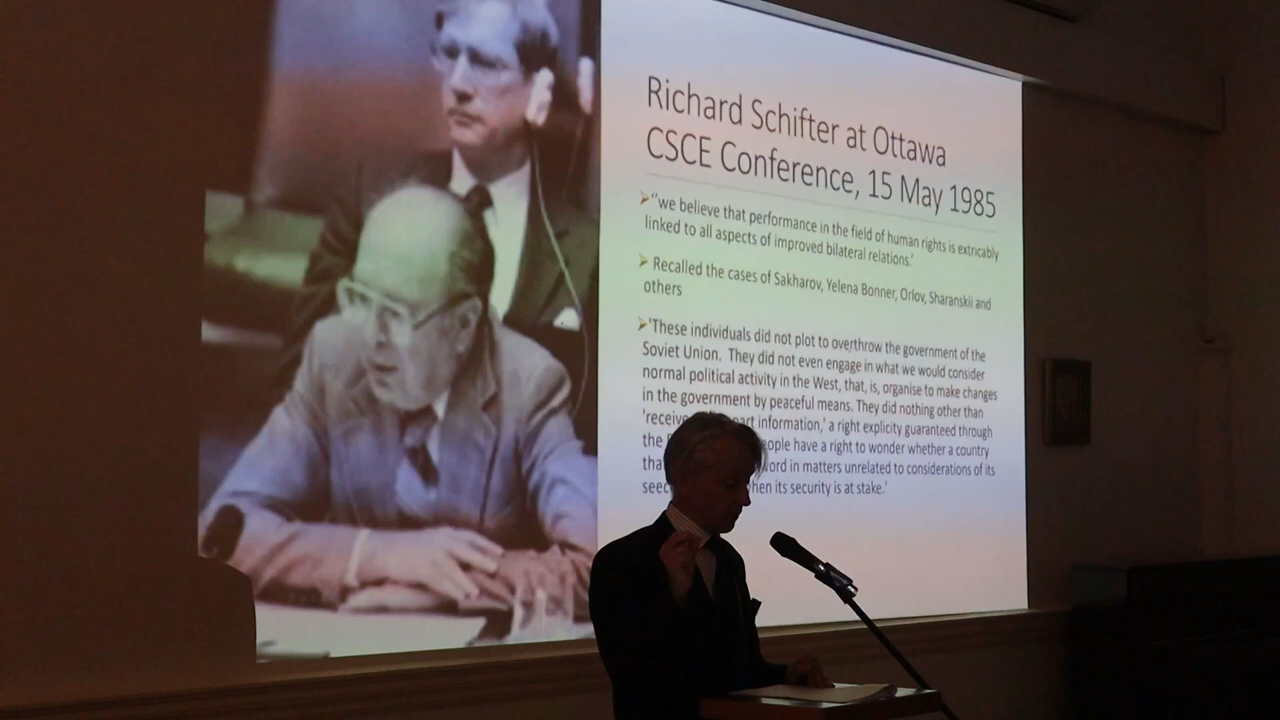 Richard Schifter at Ottawa
CSCE Conference, 15 May 1985
"we believe that performance in the field of human rights is extricably
linked to all aspects of improved bilateral relations.'
Recalled the cases of Sakharov, Yelena Bonner, Orlov, Sharanskii and
others
'These individuals did not plot to overthrow the government of the
Soviet Union. They did not even engage in what we would consider
normal political activity in the West, that, is, organise to make changes
in the government by peaceful means. They did nothing other than
information,' a right explicity guaranteed through
the have a right to wonder whether a country
in matters unrelated to considerations of its
its security is at stake.'